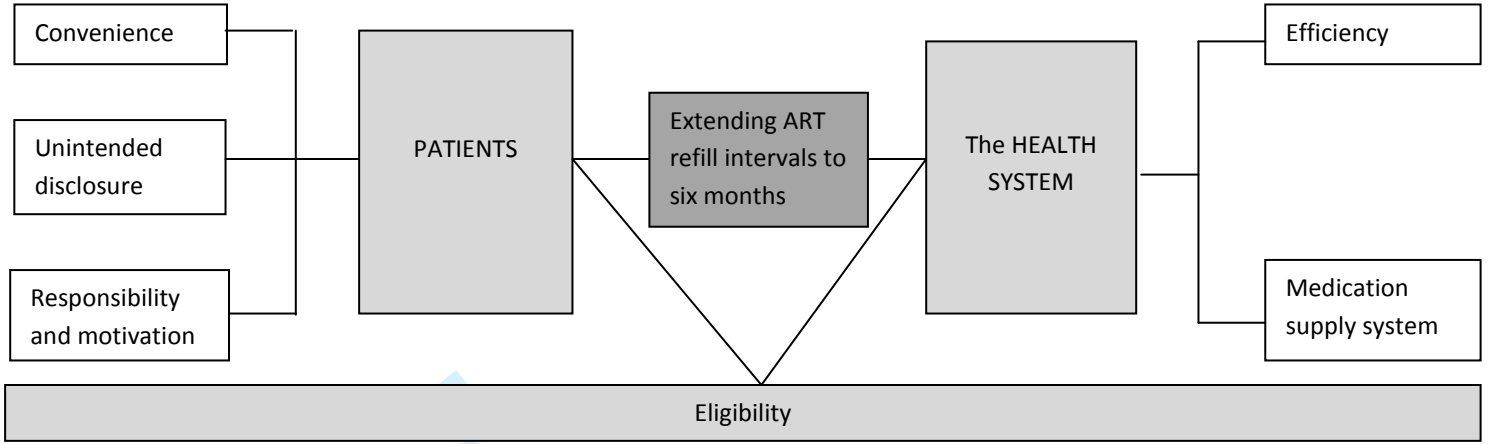 Convenience
Unintended
disclosure
Responsibility
and motivation
PATIENTS
Extending ART
refill intervals to
six months
The HEALTH
SYSTEM
Efficiency
Medication
supply system
Eligibility